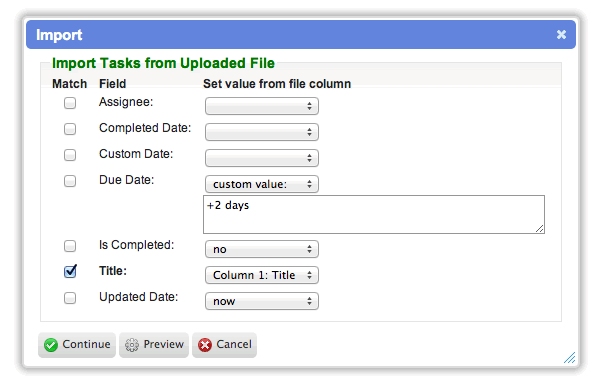 Import
Import Tasks from Uploaded File
Match Field Set value from file column
Assignee:
Completed Date:
Custom Date:
Due Date: custom value:
+2 days
Is Completed: no
Title: Column 1: Title
Updated Date: now
Continue Preview Cancel